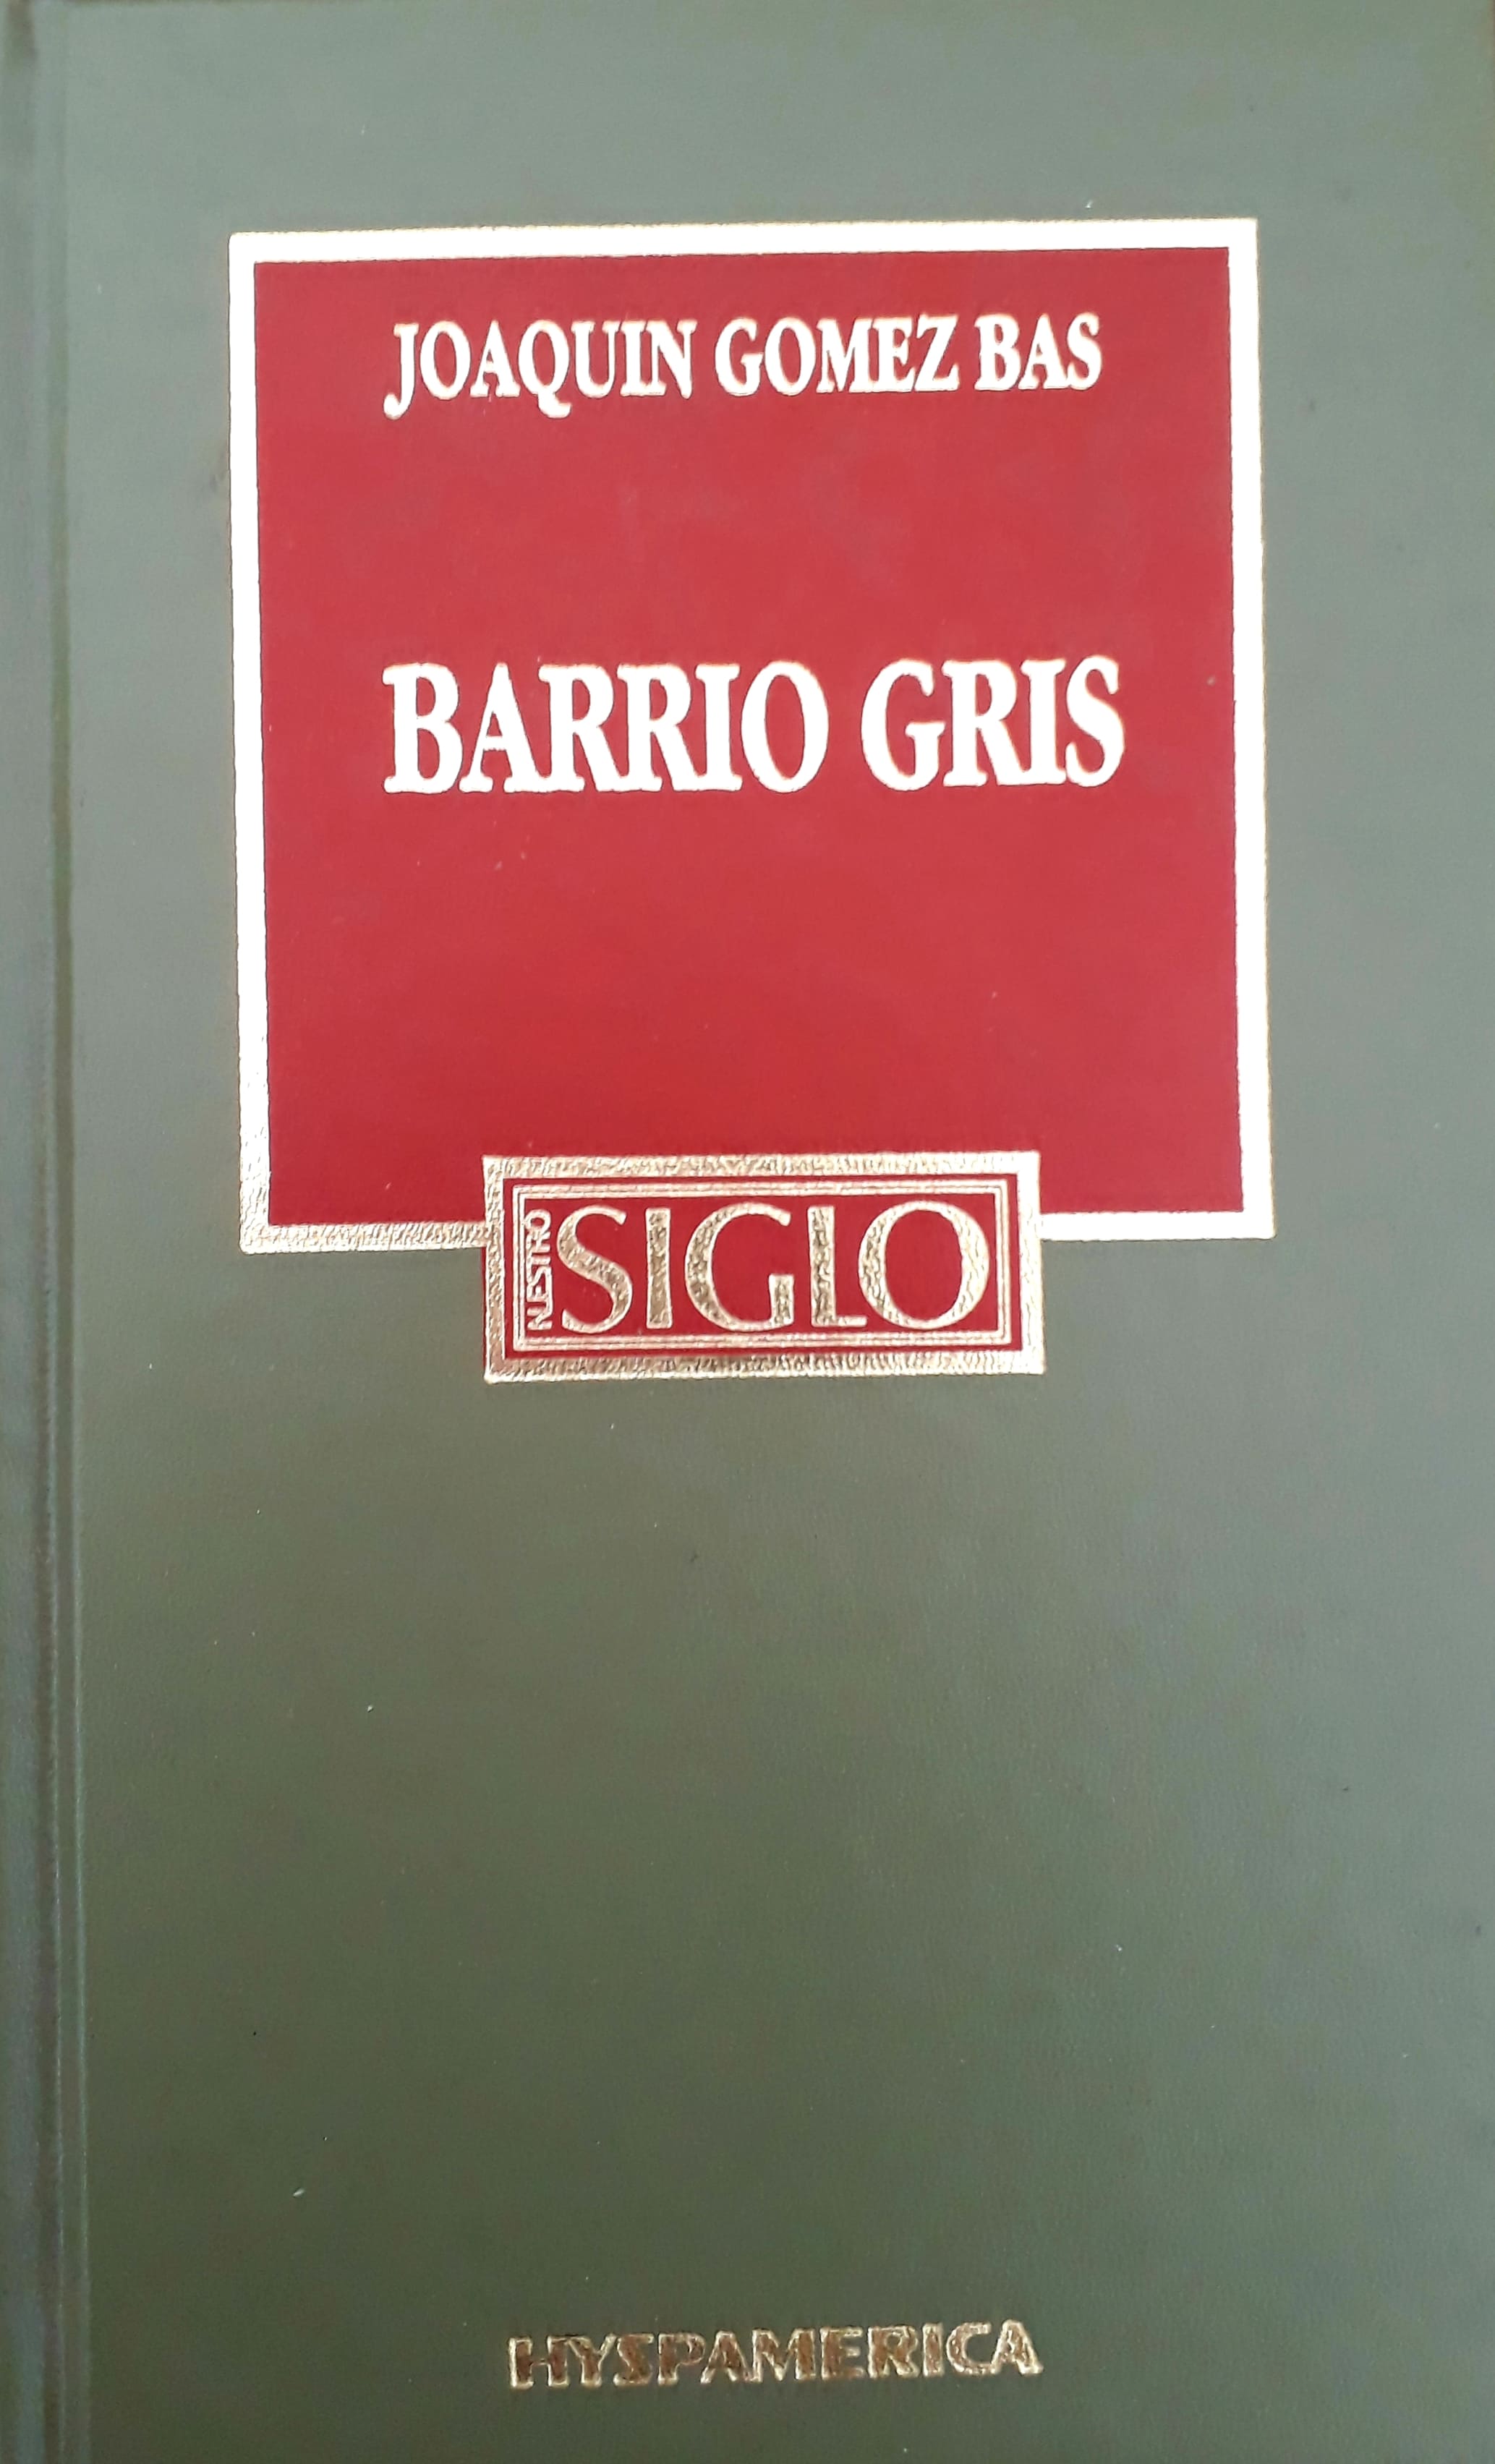 JOAQUIN GOMEZ BAS
BARRIO GRIS
NUESTRO
SIGLO
HYSPAMERICA